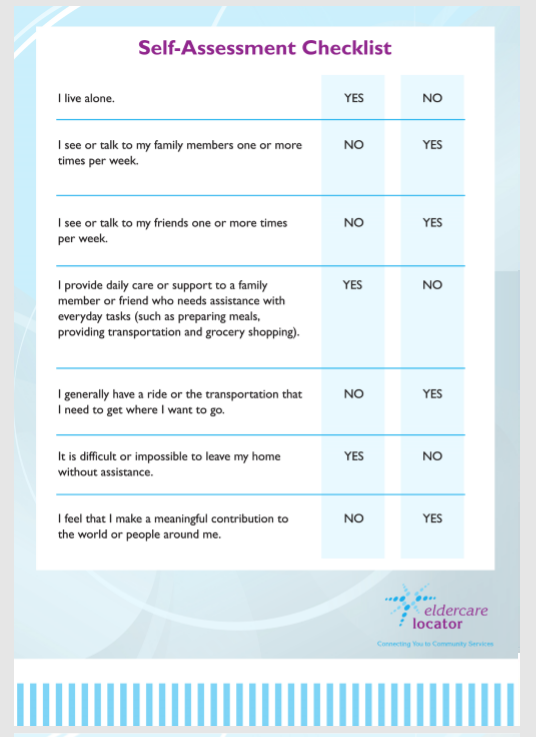 Self-Assessment Checklist
I live alone. YES NO
I see or talk to my family members one or more NO YES
times per week.
I see or talk to my friends one or more times NO YES
per week.
I provide daily care or support to a family YES NO
member or friend who needs assistance with
everyday tasks (such as preparing meals,
providing transportation and grocery shopping).
I generally have a ride or the transportation that NO YES
I need to get where I want to go.
It is difficult or impossible to leave my home YES NO
without assistance.
I feel that I make a meaningful contribution to NO YES
the world or people around me.
eldercare
locator
Connecting You to Community Services